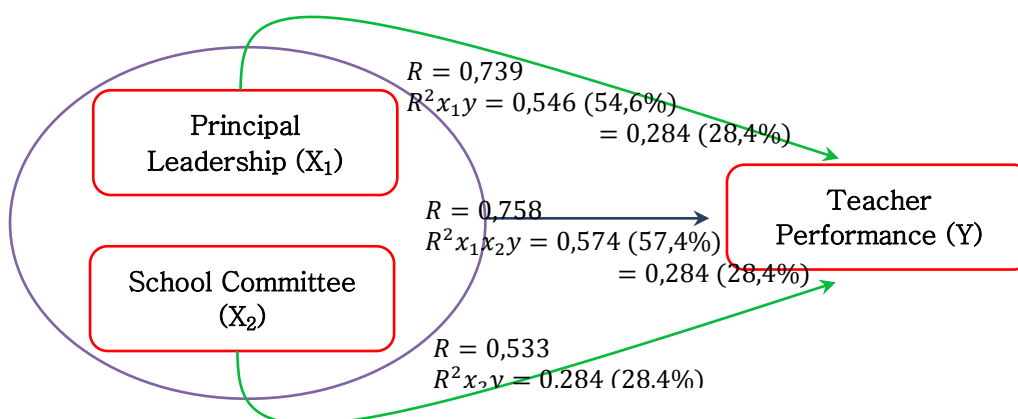 R = 0,739
R²x₁y = 0,546 (54,6%)
= 0,284 (28,4%)
Principal
Leadership (X₁)
R = 0,758
R²x₁x₂y = 0,574 (57,4%)
= 0,284 (28,4%)
Teacher
Performance (Y)
School Committee
(X₂)
R = 0,533
R²x₂y = 0.284 (28.4%)